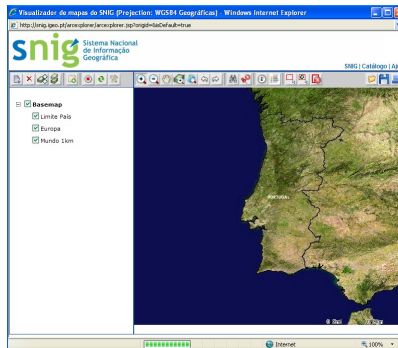 Visualizador de mapas do SNIG (Projection: WGS84 Geográficas) - Windows Internet Explorer
http://snig.igeo.pt/arcexplorer/arcexplorer.jsp?origid=&isDefault=true
snig Sistema Nacional
de Informação
Geográfica
SNIG | Catálogo | Aj
Basemap
Limite País
Europa
Mundo 1km
PORTUGAL
Internet
100%